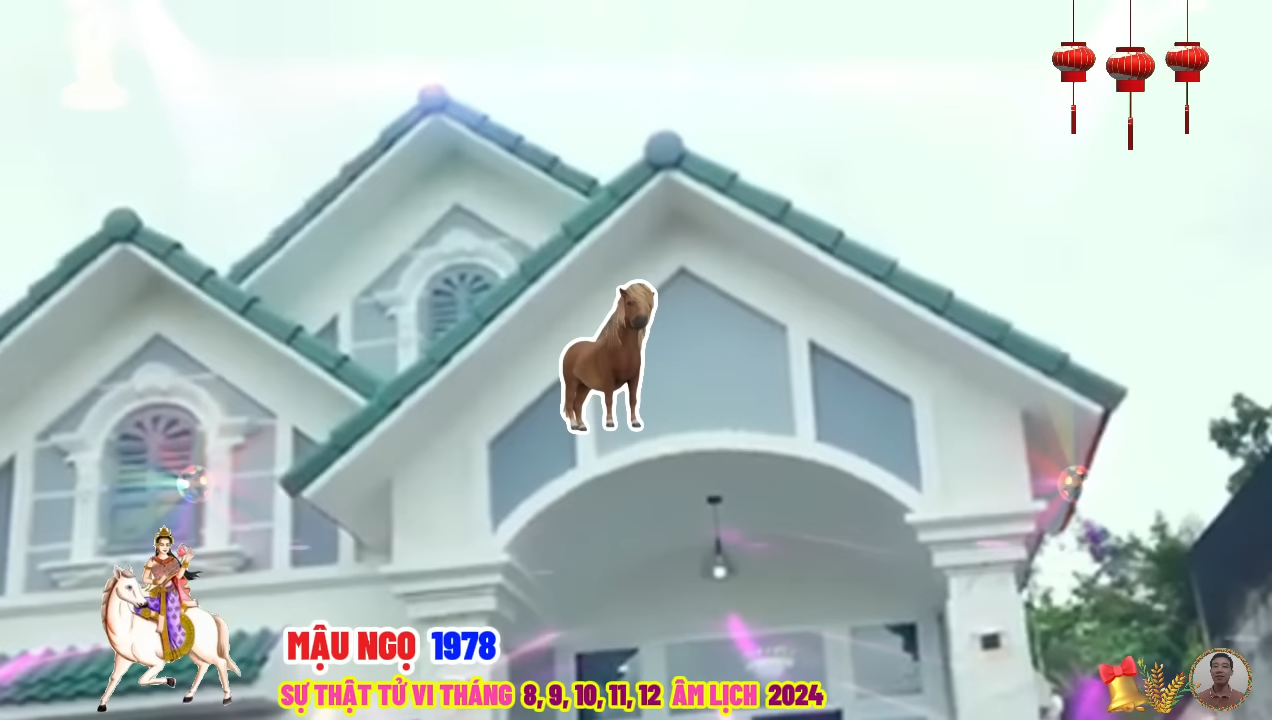 MẬU NGỌ 1978
SỰ THẬT TỬ VI THÁNG 8, 9, 10, 11, 12 ÂM LỊCH 2024